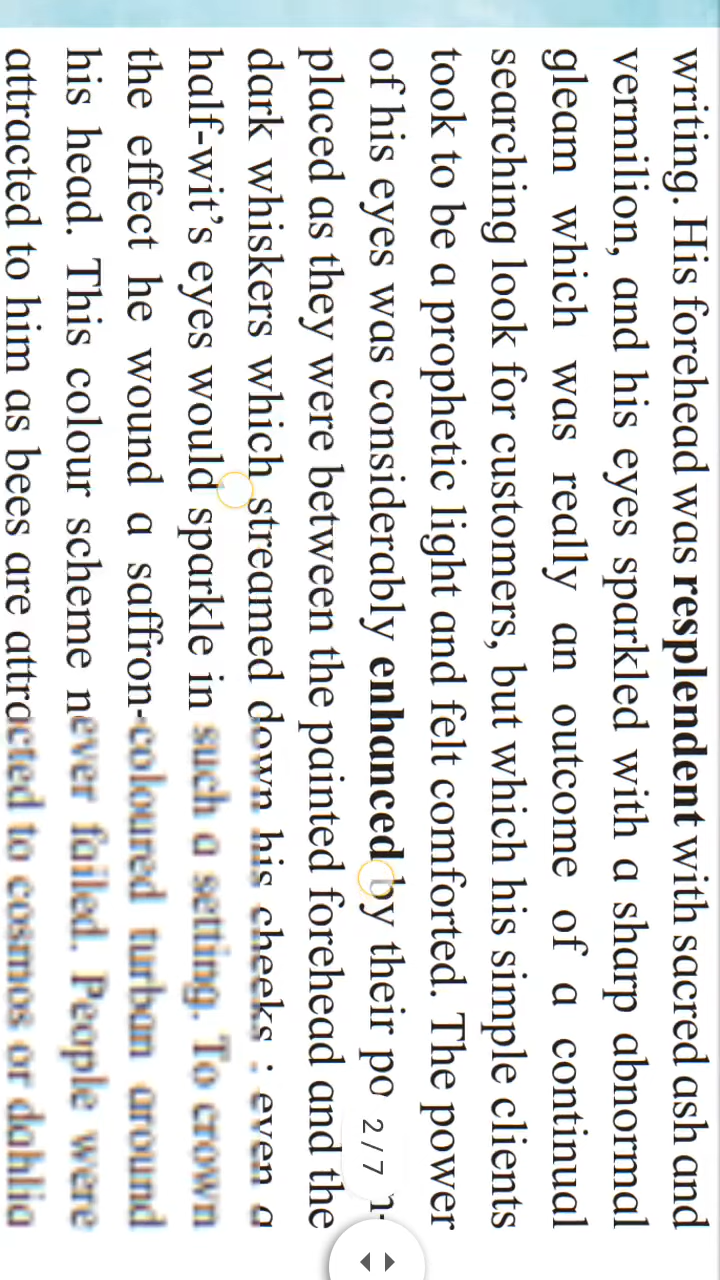 writing. His forehead was resplendent with sacred ash and
vermilion, and his eyes sparkled with a sharp abnormal
gleam which was really an outcome of a continual
searching look for customers, but which his simple clients
took to be a prophetic light and felt comforted. The power
of his eyes was considerably enhanced by their po
placed as they were between the painted forehead and the
dark whiskers which streamed down his cheeks : even a
half-wit's eyes would sparkle in such a setting. To crown
the effect he wound a saffron-coloured turban around
his head. This colour scheme never failed. People were
attracted to him as bees are attracted to cosmos or dahlia
2/7